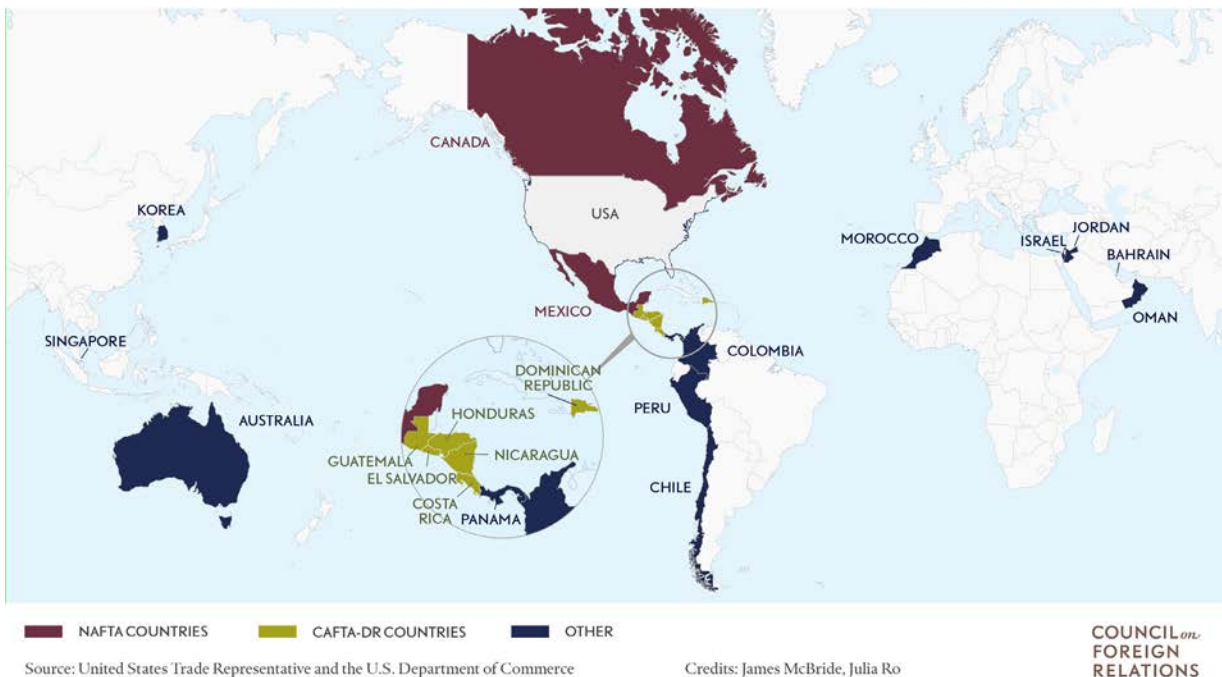 CANADA
USA
KOREA
MOROCCO
JORDAN
ISRAEL
BAHRAIN
MEXICO
OMAN
SINGAPORE
COLOMBIA
DOMINICAN
REPUBLIC
PERU
AUSTRALIA
HONDURAS
NICARAGUA
GUATEMALA
EL SALVADOR
CHILE
COSTA
RICA
PANAMA
NAFTA COUNTRIES
CAFTA-DR COUNTRIES
OTHER
COUNCIL on
FOREIGN
RELATIONS
Source: United States Trade Representative and the U.S. Department of Commerce
Credits: James McBride, Julia Ro